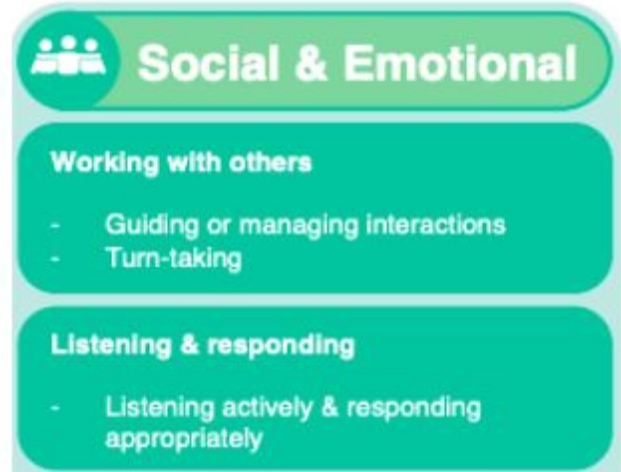 Social & Emotional
Working with others
- Guiding or managing interactions
- Turn-taking
Listening & responding
- Listening actively & responding
appropriately